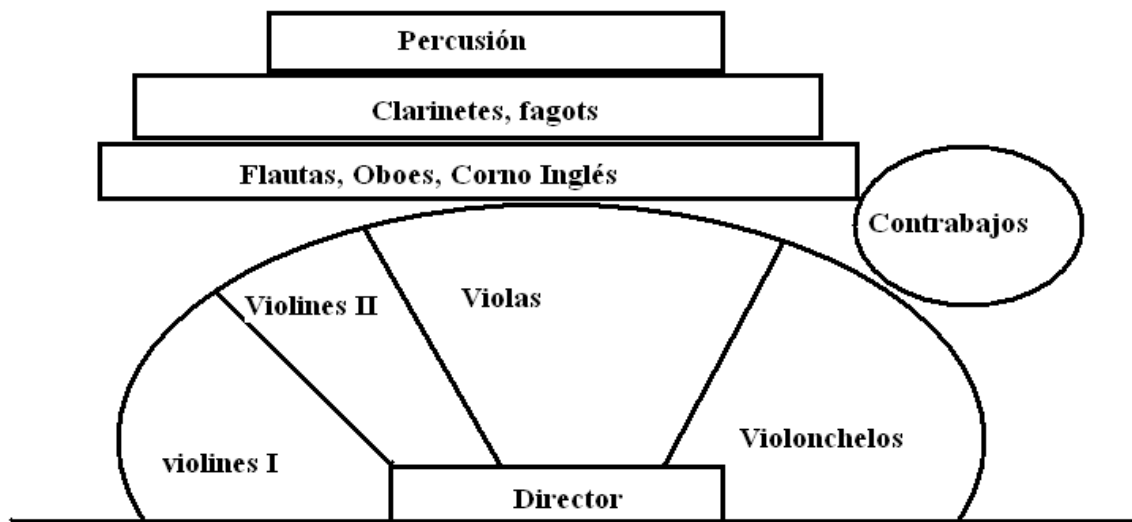 Percusión
Clarinetes, fagots
Flautas, Oboes, Corno Inglés
Contrabajos
Violines II
Violas
Violonchelos
violines I
Director